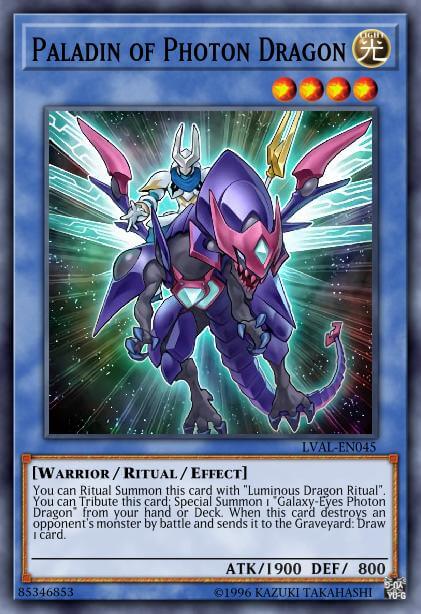 PALADIN OF PHOTON DRAGON
LIGHT
光
LVAL-EN045
[WARRIOR / RITUAL / EFFECT]
You can Ritual Summon this card with "Luminous Dragon Ritual".
You can Tribute this card; Special Summon 1 "Galaxy-Eyes Photon
Dragon" from your hand or Deck. When this card destroys an
opponent's monster by battle and sends it to the Graveyard: Draw
1 card.
ATK/1900 DEF/ 800
85346853
©1996 KAZUKI TAKAHASHI